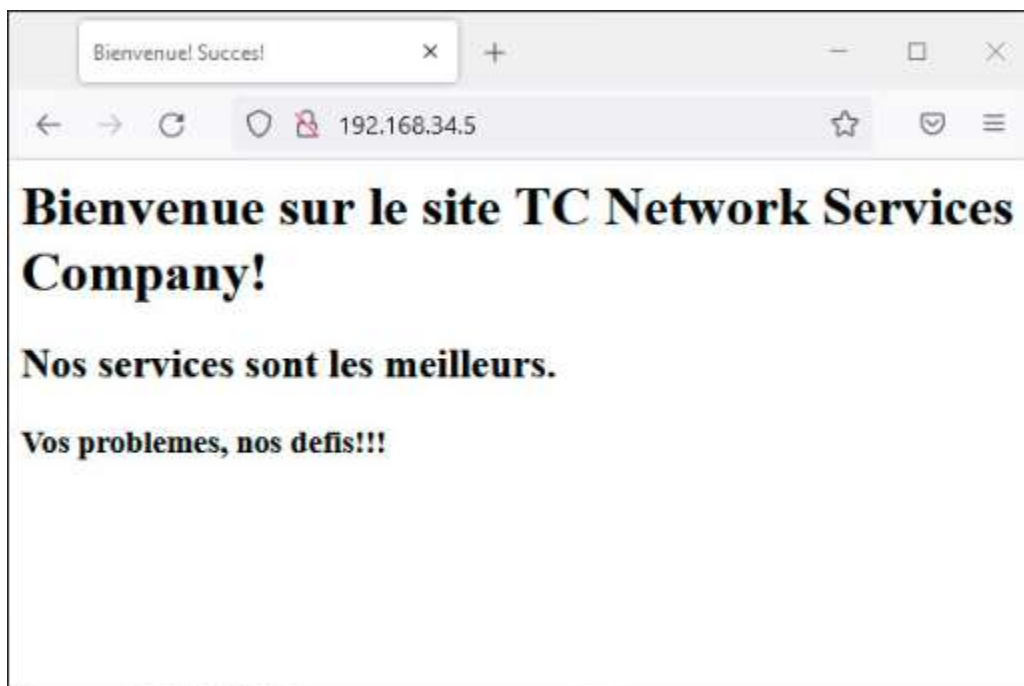 Bienvenue! Succes!
192.168.34.5
Bienvenue sur le site TC Network Services
Company!
Nos services sont les meilleurs.
Vos problemes, nos defis!!!